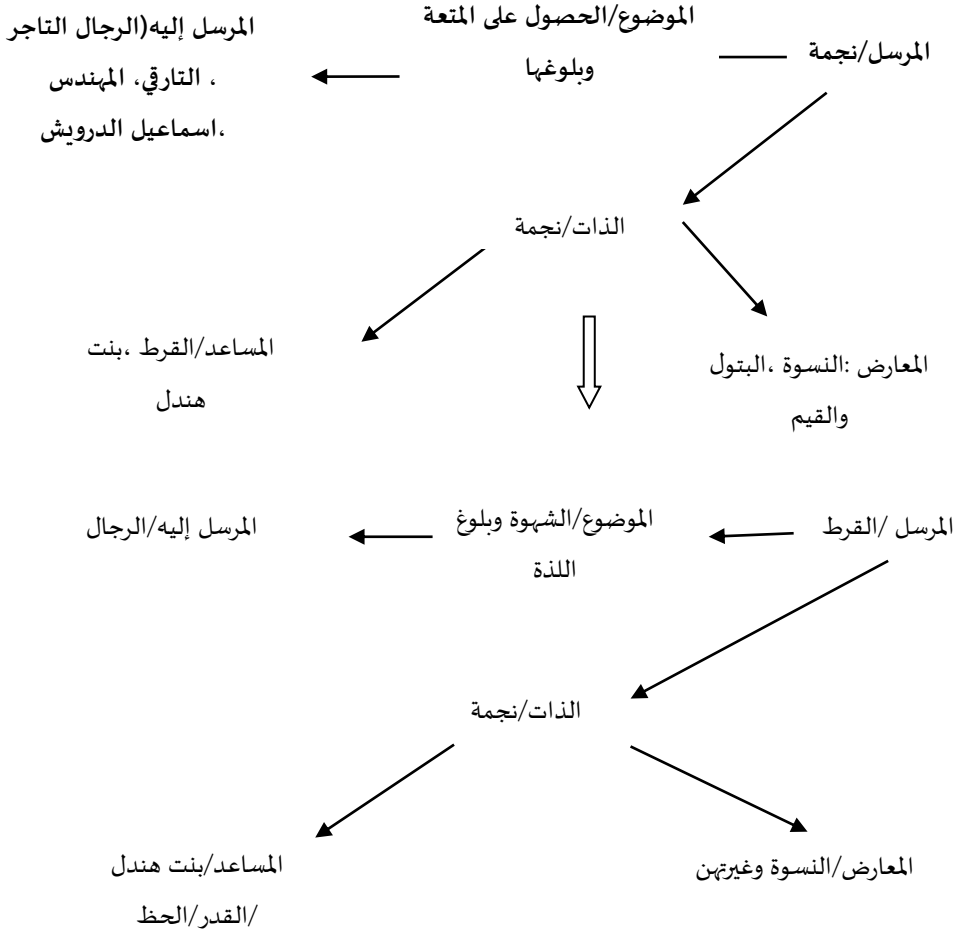 المرسل/نجمة
الموضوع/الحصول على المتعة
وبلوغها
المرسل إليه(الرجال التاجر
، التارقي، المهندس
،اسماعيل الدرويش
الذات/نجمة
المعارض :النسوة ،البتول
والقيم
المساعد/القرط ،بنت
هندل
المرسل /القرط
الموضوع/الشهوة وبلوغ
اللذة
المرسل إليه/الرجال
الذات/نجمة
المعارض/النسوة وغيرتهن
المساعد/بنت هندل
/القدر/الحظ